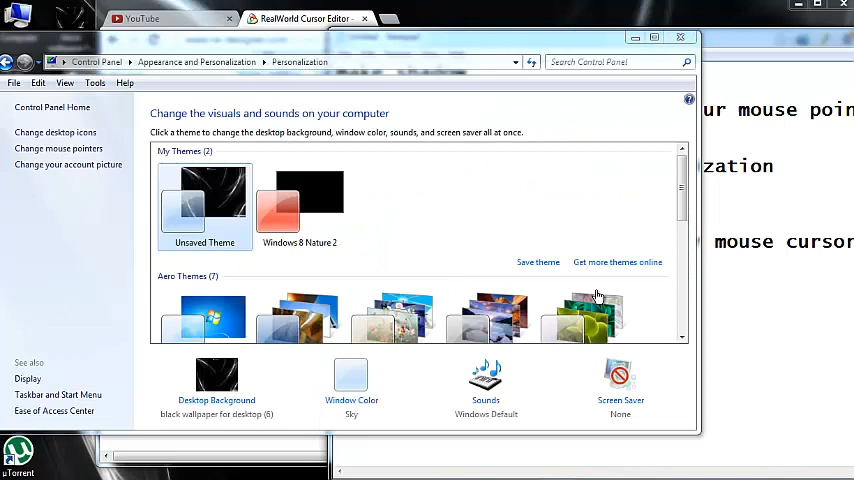 YouTube
RealWorld Cursor Editor -
Control Panel
Appearance and Personalization
Personalization
Search Control Panel
File Edit View Tools Help
Control Panel Home
Change desktop icons
Change mouse pointers
Change your account picture
Change the visuals and sounds on your computer
Click a theme to change the desktop background, window color, sounds, and screen saver all at once.
My Themes (2)
Unsaved Theme
Windows 8 Nature 2
Save theme
Get more themes online
Aero Themes (7)
See also
Display
Taskbar and Start Menu
Ease of Access Center
Desktop Background
black wallpaper for desktop (6)
Window Color
Sky
Sounds
Windows Default
Screen Saver
None
ur mouse poin
zation
mouse cursor
µTorrent